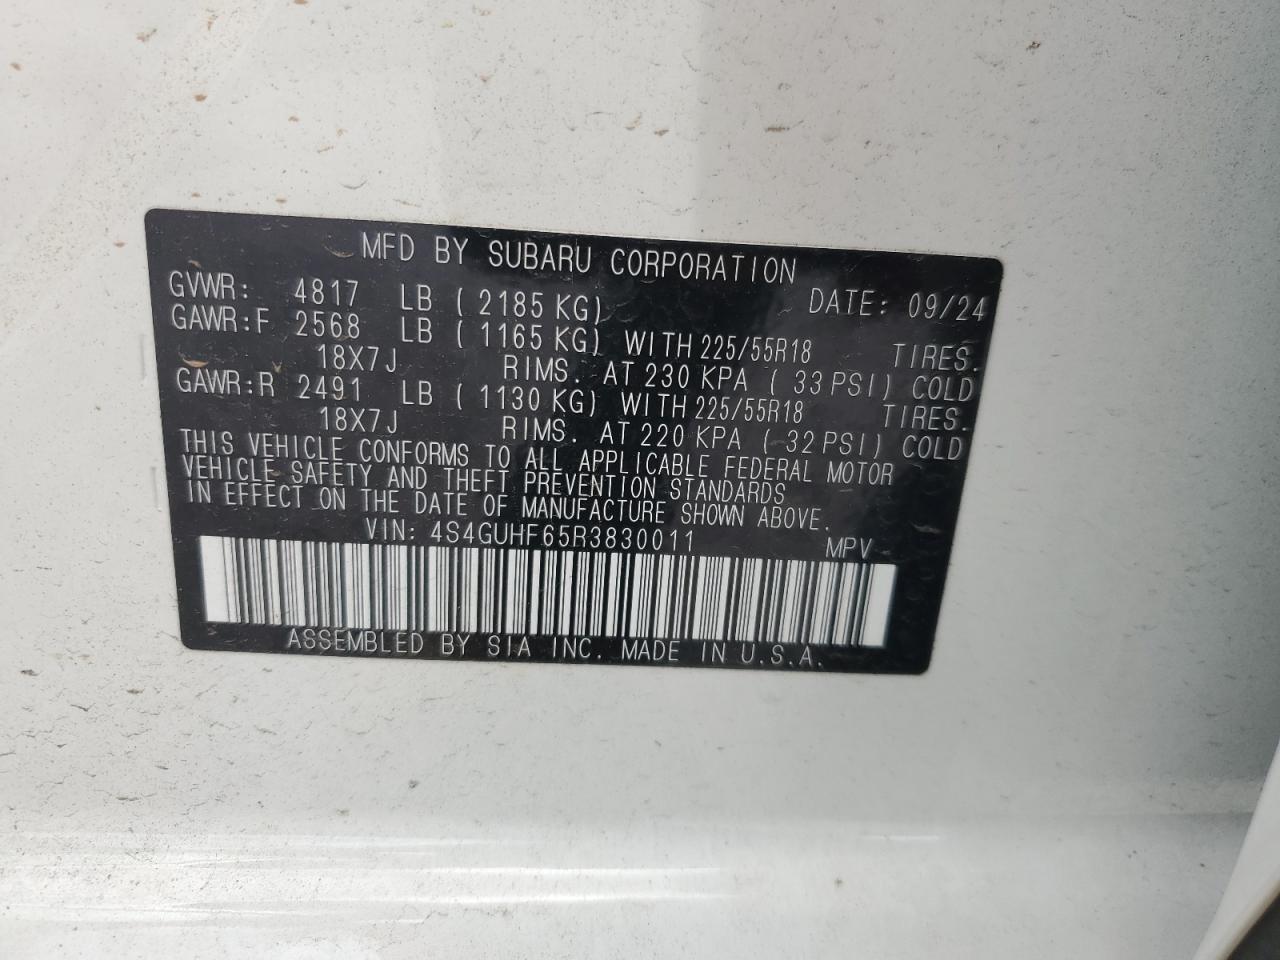 MFD BY SUBARU CORPORATION
GVWR: 4817 LB ( 2185 KG) DATE: 09/24
GAWR:F 2568 LB ( 1165 KG) WITH 225/55R18 TIRES.
18X7J RIMS. AT 230 KPA ( 33 PSI) COLD
GAWR:R 2491 LB ( 1130 KG) WITH 225/55R18 TIRES.
18X7J RIMS. AT 220 KPA ( 32 PSI) COLD
THIS VEHICLE CONFORMS TO ALL APPLICABLE FEDERAL MOTOR
VEHICLE SAFETY AND THEFT PREVENTION STANDARDS
IN EFFECT ON THE DATE OF MANUFACTURE SHOWN ABOVE.
VIN: 4S4GUHF65R3830011 MPV
ASSEMBLED BY SIA INC. MADE IN U.S.A.